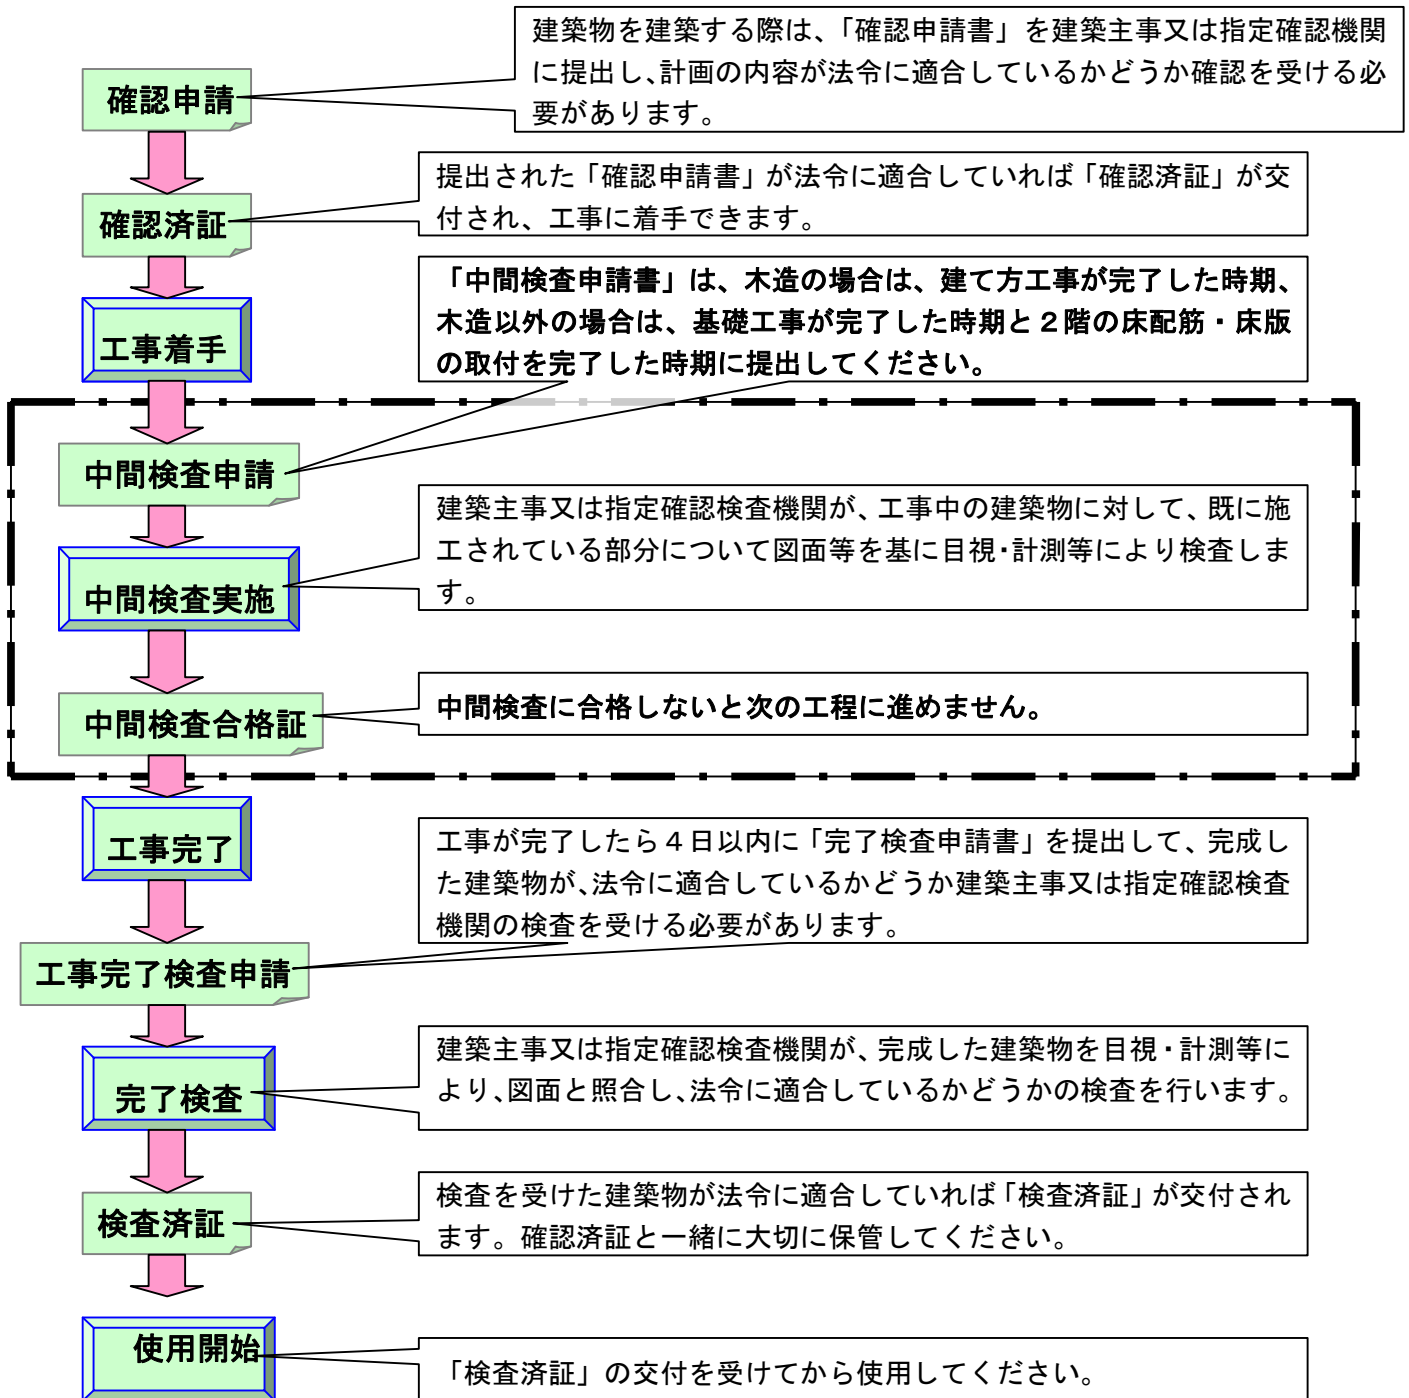 確認申請
建築物を建築する際は、「確認申請書」を建築主事又は指定確認機関
に提出し、計画の内容が法令に適合しているかどうか確認を受ける必
要があります。
確認済証
提出された「確認申請書」が法令に適合していれば「確認済証」が交
付され、工事に着手できます。
工事着手
「中間検査申請書」は、木造の場合は、建て方工事が完了した時期、
木造以外の場合は、基礎工事が完了した時期と２階の床配筋・床版
の取付を完了した時期に提出してください。
中間検査申請
中間検査実施
建築主事又は指定確認検査機関が、工事中の建築物に対して、既に施
工されている部分について図面等を基に目視・計測等により検査しま
す。
中間検査合格証
中間検査に合格しないと次の工程に進めません。
工事完了
工事が完了したら４日以内に「完了検査申請書」を提出して、完成し
た建築物が、法令に適合しているかどうか建築主事又は指定確認検査
機関の検査を受ける必要があります。
工事完了検査申請
完了検査
建築主事又は指定確認検査機関が、完成した建築物を目視・計測等に
より、図面と照合し、法令に適合しているかどうかの検査を行います。
検査済証
検査を受けた建築物が法令に適合していれば「検査済証」が交付され
ます。確認済証と一緒に大切に保管してください。
使用開始
「検査済証」の交付を受けてから使用してください。